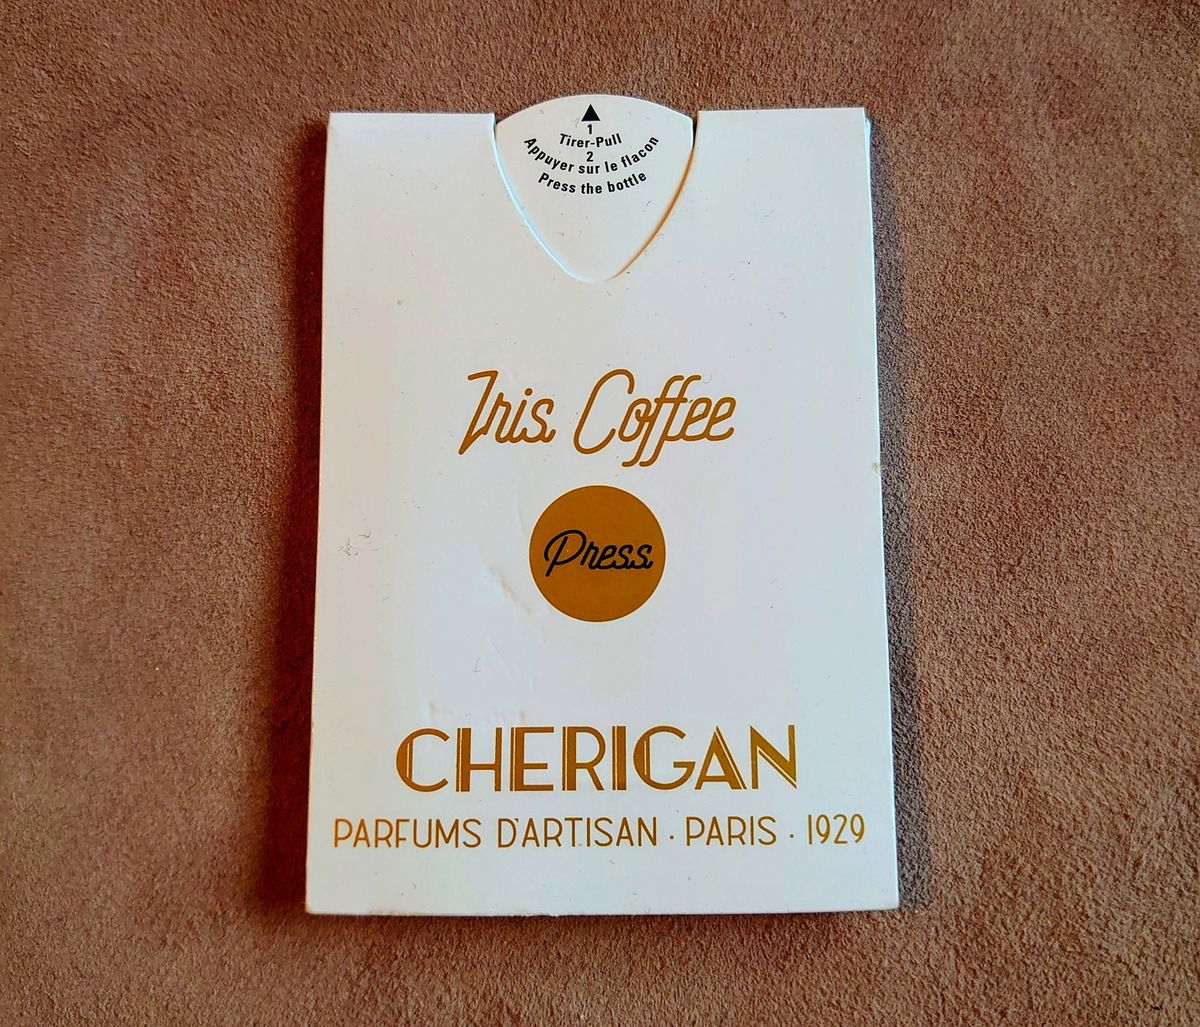 1
Tirer-Pull
2
Appuyer sur le flacon
Press the bottle
Iris Coffee
Press
CHERIGAN
PARFUMS D'ARTISAN · PARIS · 1929